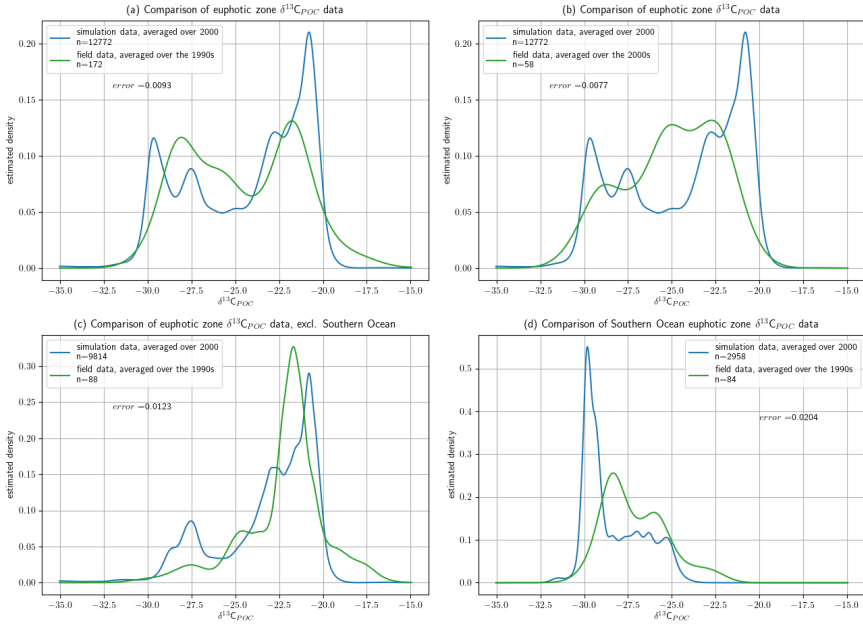 (a) Comparison of euphotic zone δ¹³C_POC data
simulation data, averaged over 2000
n=12772
field data, averaged over the 1990s
n=172
error =0.0093
estimated density
0.20
0.15
0.10
0.05
0.00
−35.0 −32.5 −30.0 −27.5 −25.0 −22.5 −20.0 −17.5 −15.0
δ¹³C_POC
(b) Comparison of euphotic zone δ¹³C_POC data
simulation data, averaged over 2000
n=12772
field data, averaged over the 2000s
n=58
error =0.0077
estimated density
0.20
0.15
0.10
0.05
0.00
−35.0 −32.5 −30.0 −27.5 −25.0 −22.5 −20.0 −17.5 −15.0
δ¹³C_POC
(c) Comparison of euphotic zone δ¹³C_POC data, excl. Southern Ocean
simulation data, averaged over 2000
n=9814
field data, averaged over the 1990s
n=88
error =0.0123
estimated density
0.30
0.25
0.20
0.15
0.10
0.05
0.00
−35.0 −32.5 −30.0 −27.5 −25.0 −22.5 −20.0 −17.5 −15.0
δ¹³C_POC
(d) Comparison of Southern Ocean euphotic zone δ¹³C_POC data
simulation data, averaged over 2000
n=2958
field data, averaged over the 1990s
n=84
error =0.0204
estimated density
0.5
0.4
0.3
0.2
0.1
0.0
−35.0 −32.5 −30.0 −27.5 −25.0 −22.5 −20.0 −17.5 −15.0
δ¹³C_POC